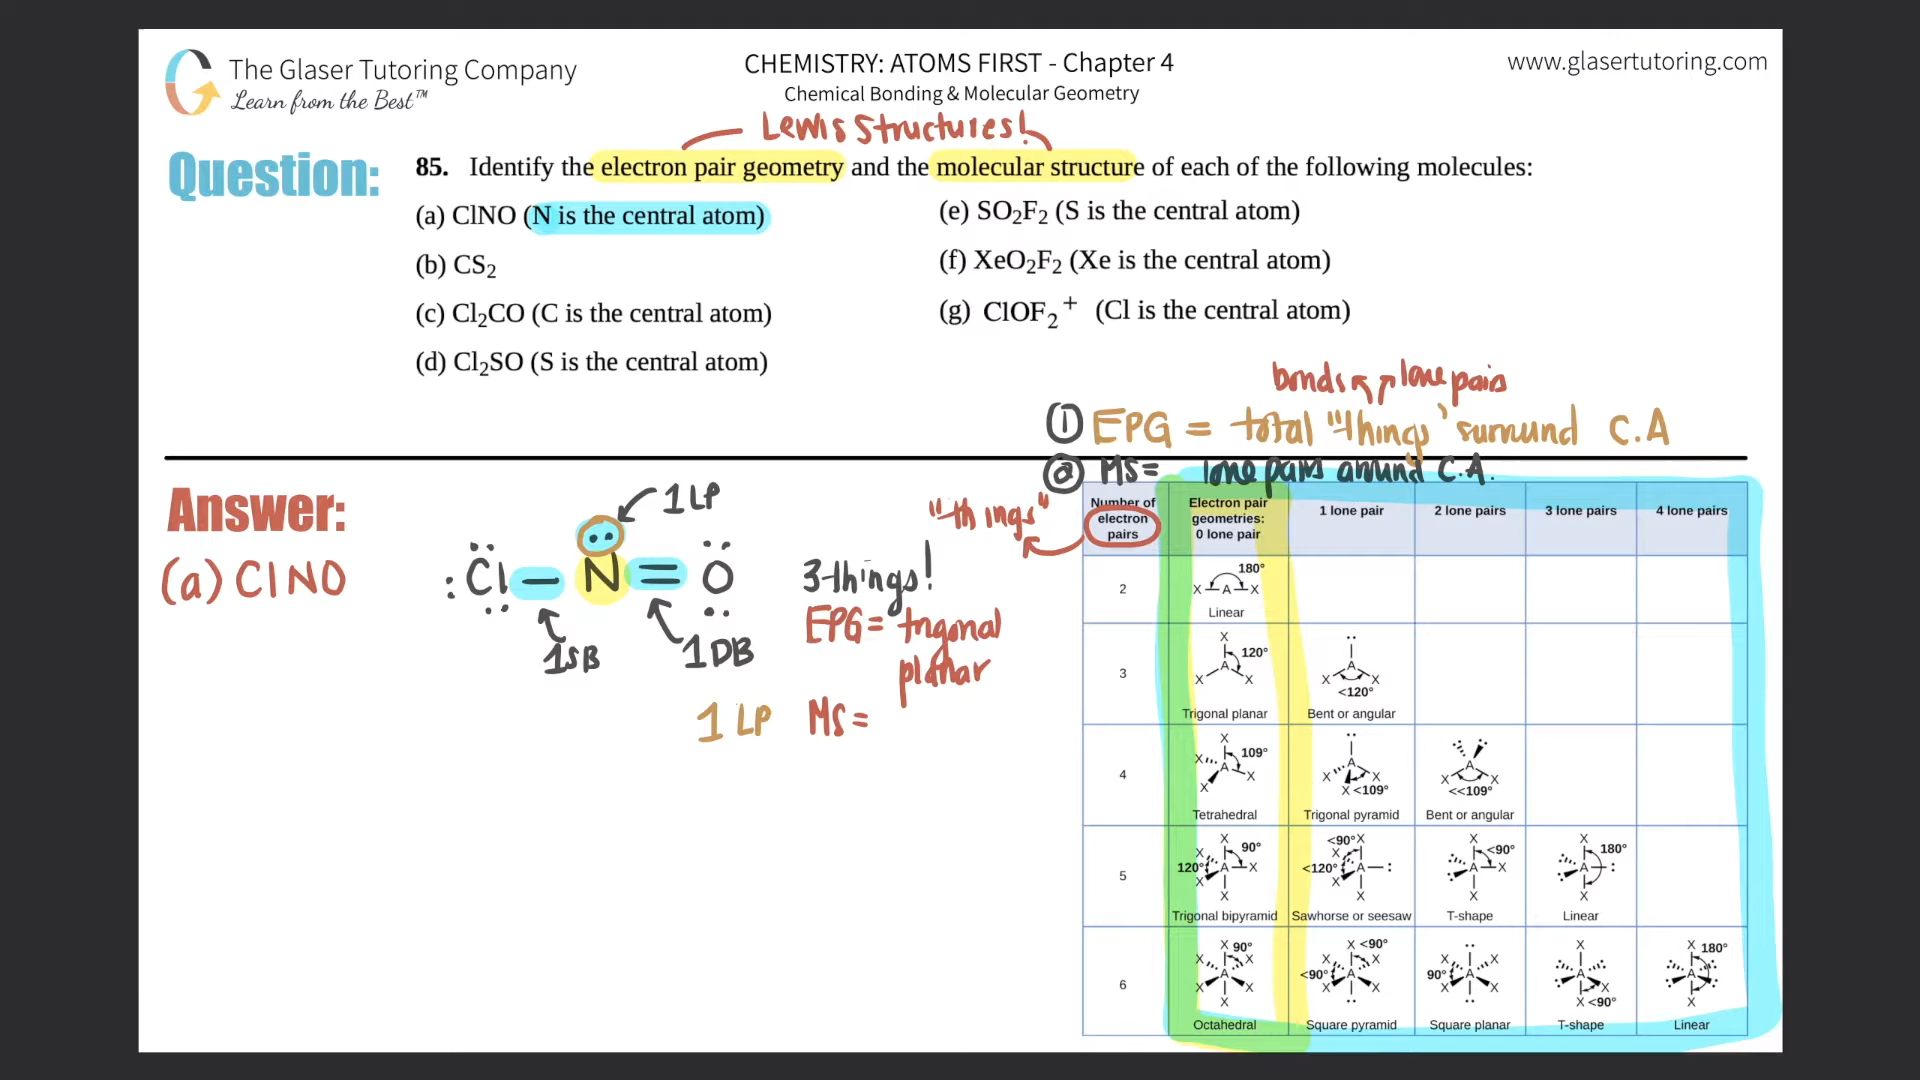 The Glaser Tutoring Company
Learn from the Best™
CHEMISTRY: ATOMS FIRST - Chapter 4
Chemical Bonding & Molecular Geometry
www.glasertutoring.com
Lewis Structures!
Question:
85. Identify the electron pair geometry and the molecular structure of each of the following molecules:
(a) ClNO (N is the central atom)
(b) CS2
(c) Cl2CO (C is the central atom)
(d) Cl2SO (S is the central atom)
(e) SO2F2 (S is the central atom)
(f) XeO2F2 (Xe is the central atom)
(g) ClOF2+ (Cl is the central atom)
bonds lone pairs
① EPG = total "things" surround C.A
② MS= lone pairs around C.A.
Answer:
(a) ClNO
1 LP
:Cl — N = O
1SB
1DB
3 things!
EPG = trigonal
planar
1 LP MS =
"things"
Number of electron pairs
Electron pair geometries: 0 lone pair
1 lone pair
2 lone pairs
3 lone pairs
4 lone pairs
2
180°
X A X
Linear
3
X
120°
A
X X
Trigonal planar
A
X X
<120°
Bent or angular
4
X
109°
X A
X X
Tetrahedral
A
X X
X <109°
Trigonal pyramid
A
X X
<<109°
Bent or angular
5
X
90°
X
120° A X
X
X
Trigonal bipyramid
<90° X
X
<120° A :
X
X
Sawhorse or seesaw
X
<90°
A X
X
T-shape
X
180°
A :
X
Linear
6
X 90°
X X
A
X X
X
Octahedral
X <90°
X X
<90° A
X X
Square pyramid
X X
90° A
X X
Square planar
X
A
X
X <90°
T-shape
X 180°
A
X
Linear